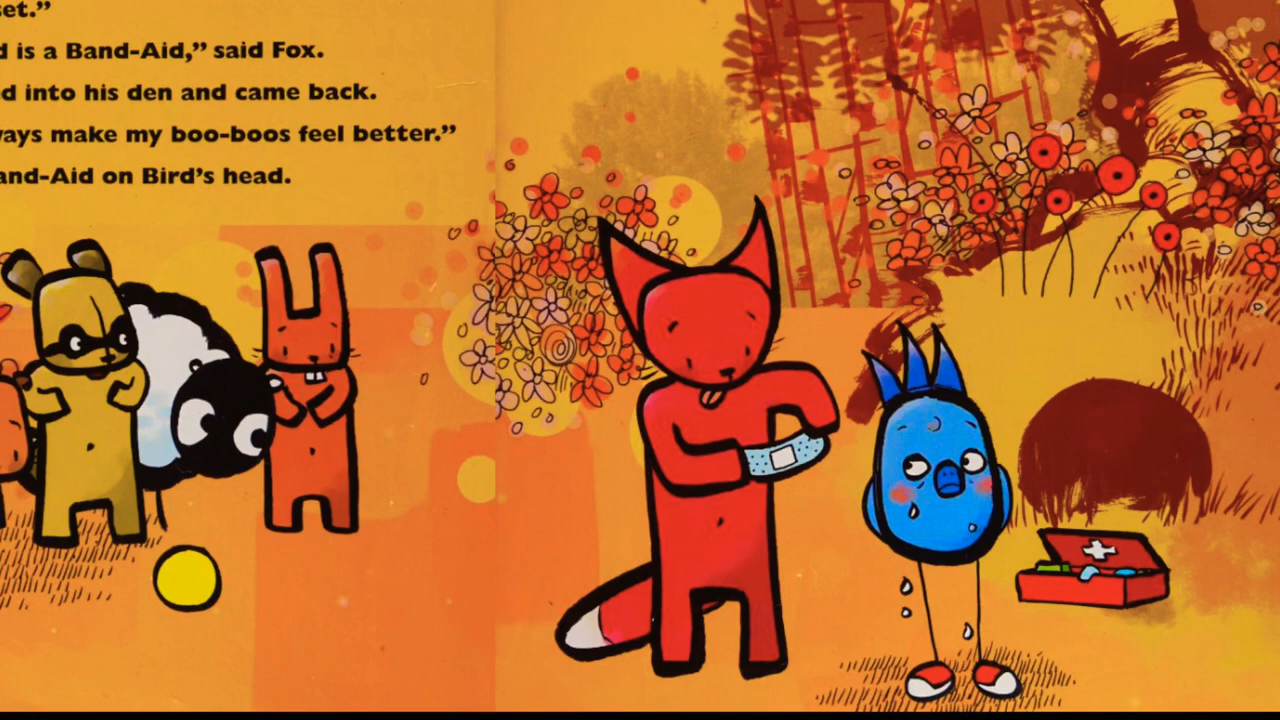 set.”
d is a Band-Aid,” said Fox.
d into his den and came back.
ways make my boo-boos feel better.”
and-Aid on Bird’s head.